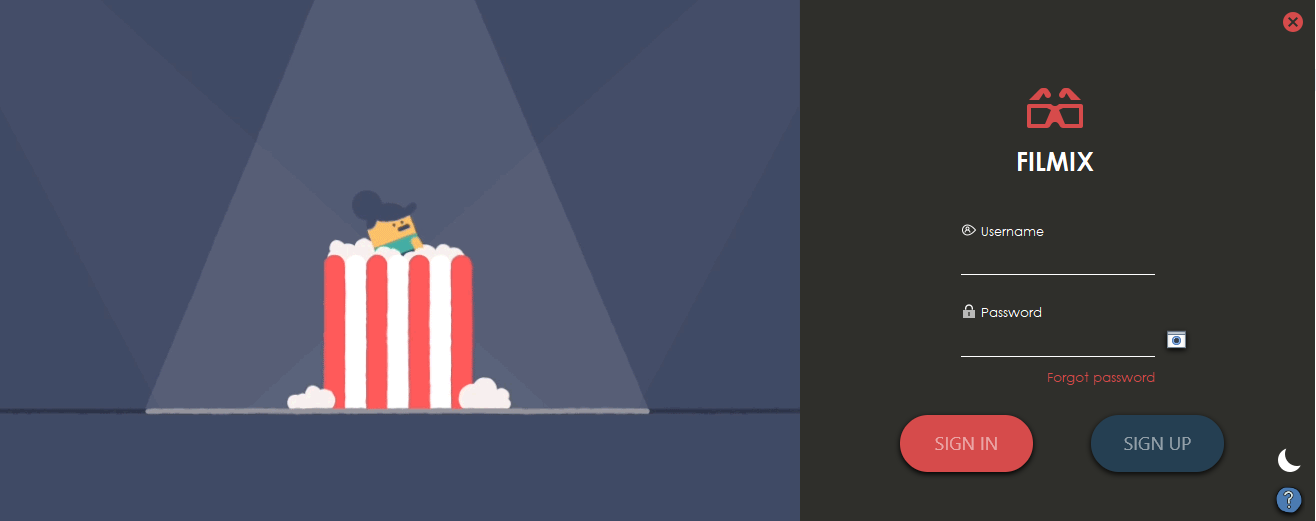 FILMIX
Username
Password
Forgot password
SIGN IN
SIGN UP
?